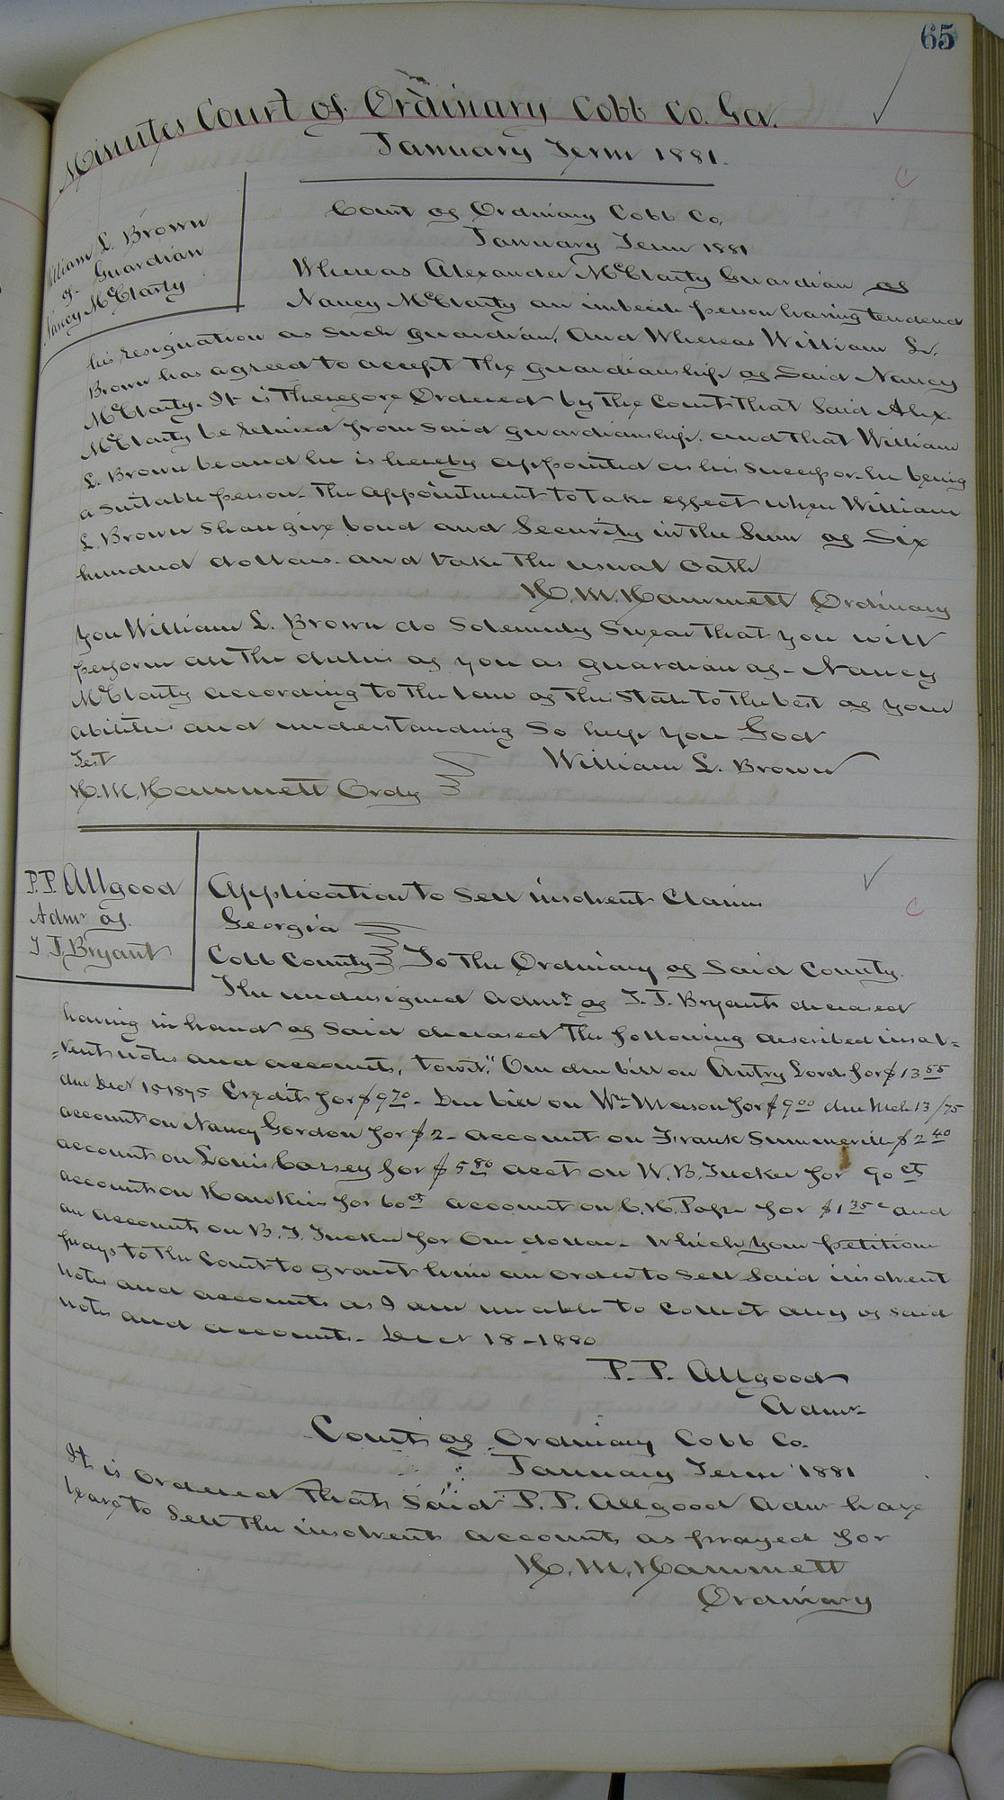 65
Minutes Court of Ordinary Cobb Co. Ga.
January Term 1881.
William L. Brown
of Guardian
Nancy McClarty
Court of Ordinary Cobb Co,
January Term 1881
Whereas Alexander McClarty Guardian of
Nancy McClarty an imbecile person having tendend
his resignation as such guardian, And Whereas William L.
Brown has agreed to accept the guardianship of Said Nancy
McClarty. It is Therefore Ordered by the Court That Said Alex.
McClarty be relieved from said guardianship. and that William
L. Brown be and he is hereby appointed as his Successor. he being
a suitable person. The appointment to take effect when William
L. Brown Shall give bond and Security in the Sum of Six
hundred dollars. and take the usual oath
H. M. Hammett Ordinary
You William L. Brown do Solemnly Swear That you will
perform all the duties of you as guardian of - Nancy
McClarty according to the law of this State to the best of your
abilities and understanding So help you God
Test
William L. Brown
H. M. Hammett Ordy
P. P. Allgood
Admr of
T J Bryant
Application to Sell insolvent Claims
Georgia
Cobb County To The Ordinary of Said County.
The undersigned Admr of T. J. Bryant deceased
having in hand of Said deceased the following described insol=
=vent notes and accounts, towit," One due bill on Autry Lord for $13 55
due Decr 15 1875 Credit for $9 70 - Due bill on Wm Mason for $9 00 due Mch 13/75
account on Nancy Gordon for $2 - account on Frank Summerill $2 40
account on Louis Carsey for $5 80 acct on W. B. Tucker for 90 cts
account on Hawkins for 60 cts account on C. H. Pope for $1 35 c and
an account on B. J. Tucker for One dollar. Which your petition
prays to the Court to grant him an order to Sell Said insolvent
notes and accounts as I am unable to Collect any of said
notes and accounts. Decr 18 - 1880
P. P. Allgood
Admr
Court of Ordinary Cobb Co.
January Term 1881
It is Ordered That Said P. P. Allgood Admr have
leave to Sell the insolvent accounts as prayed for
H. M. Hammett
Ordinary